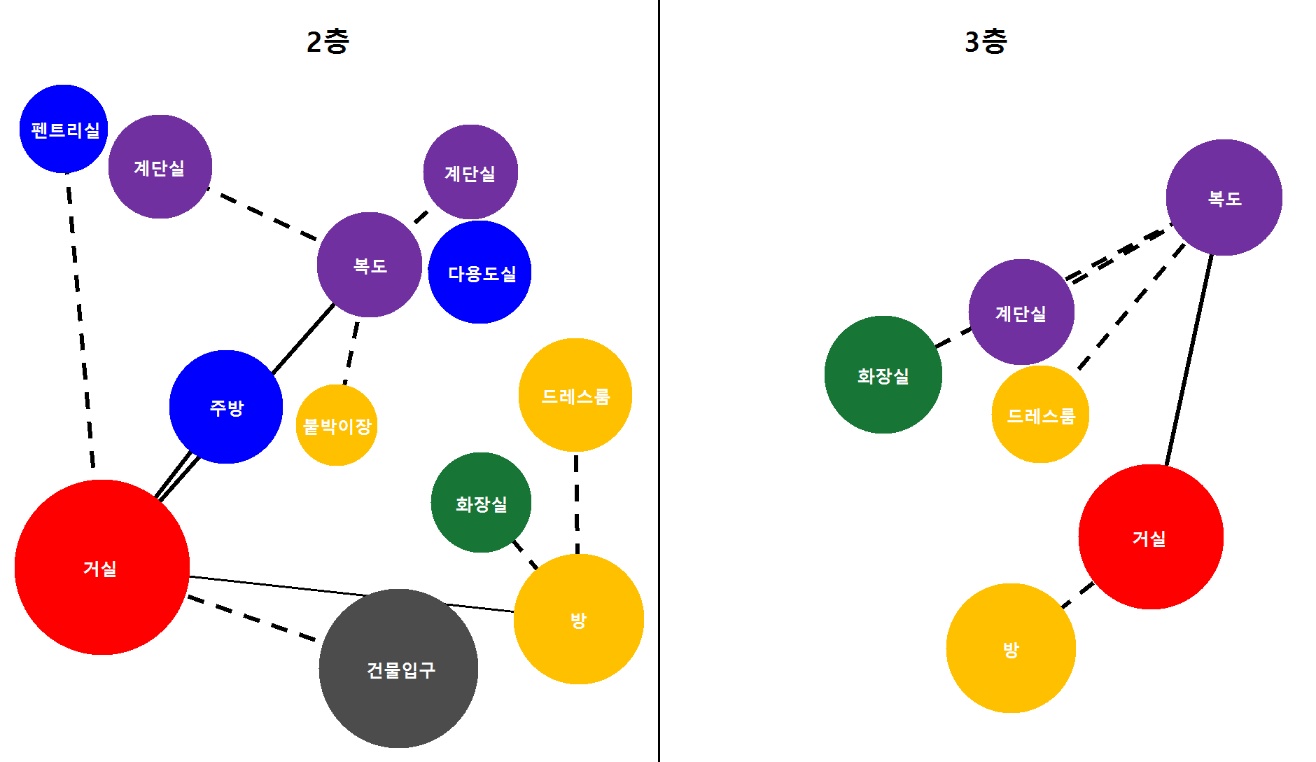 2층
펜트리실
계단실
계단실
복도
다용도실
주방
붙박이장
드레스룸
화장실
거실
방
건물입구
3층
복도
계단실
화장실
드레스룸
거실
방